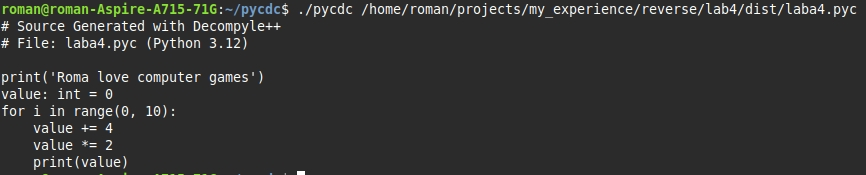 roman@roman-Aspire-A715-71G:~/pycdc$ ./pycdc /home/roman/projects/my_experience/reverse/lab4/dist/laba4.pyc
# Source Generated with Decompyle++
# File: laba4.pyc (Python 3.12)

print('Roma love computer games')
value: int = 0
for i in range(0, 10):
    value += 4
    value *= 2
    print(value)